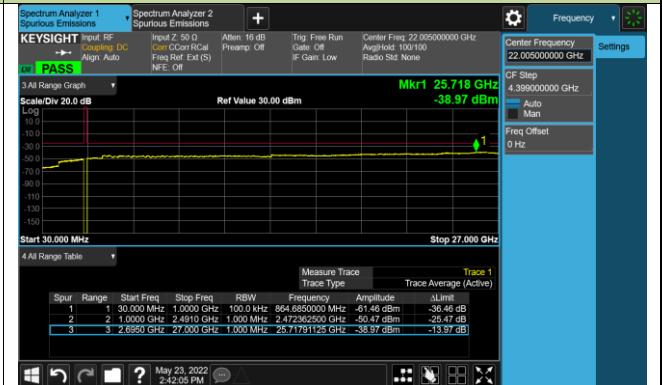 Spectrum Analyzer 1
Spurious Emissions
Spectrum Analyzer 2
Spurious Emissions
Frequency
KEYSIGHT
Input: RF
Coupling: DC
Align: Auto
Input Z: 50 Ω
Corr CCorr RCal
Freq Ref: Ext (S)
NFE: Off
Atten: 16 dB
Preamp: Off
Trig: Free Run
Gate: Off
IF Gain: Low
Center Freq: 22.005000000 GHz
Avg|Hold: 100/100
Radio Std: None
PASS
Center Frequency
22.005000000 GHz
Settings
CF Step
4.399000000 GHz
Auto
Man
Freq Offset
0 Hz
3 All Range Graph
Mkr1 25.718 GHz
Scale/Div 20.0 dB
Ref Value 30.00 dBm
-38.97 dBm
Log
10.0
-10.0
-30.0
-50.0
-70.0
-90.0
-110
-130
-150
1
Start 30.000 MHz
Stop 27.000 GHz
4 All Range Table
Measure Trace Trace 1
Trace Type Trace Average (Active)
Spur Range Start Freq Stop Freq RBW Frequency Amplitude ΔLimit
1 1 30.000 MHz 1.0000 GHz 100.0 kHz 864.6850000 MHz -61.46 dBm -36.46 dB
2 2 1.0000 GHz 2.4910 GHz 1.000 MHz 2.472362500 GHz -50.47 dBm -25.47 dB
3 3 2.6950 GHz 27.000 GHz 1.000 MHz 25.71791125 GHz -38.97 dBm -13.97 dB
May 23, 2022
2:42:05 PM